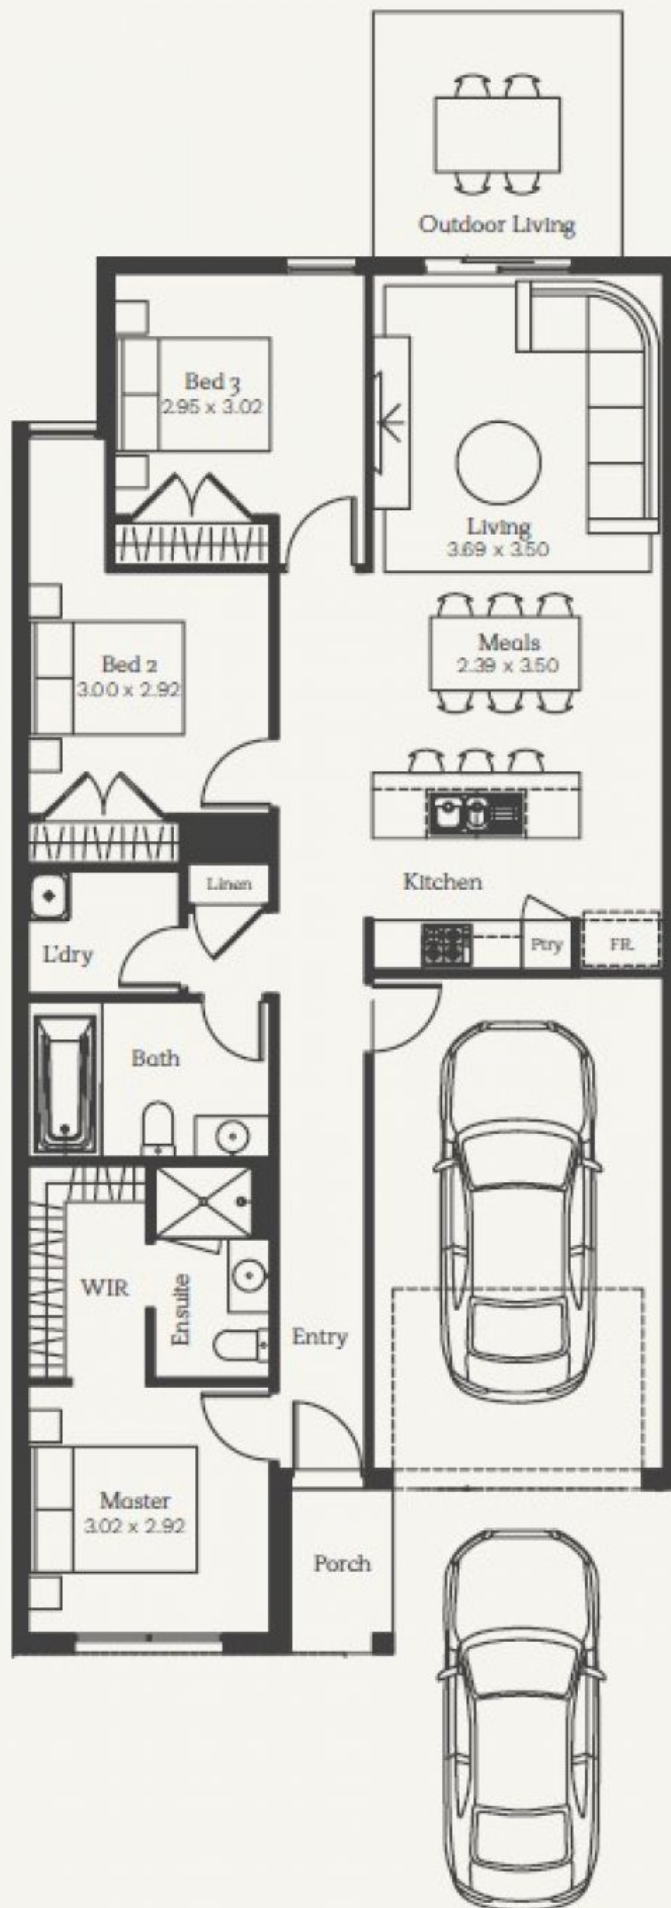 Outdoor Living
Bed 3
2.95 x 3.02
Living
3.69 x 3.50
Meals
2.39 x 3.50
Bed 2
3.00 x 2.92
Kitchen
Linen
L'dry
Ptry
FR.
Bath
WIR
Ensuite
Entry
Master
3.02 x 2.92
Porch